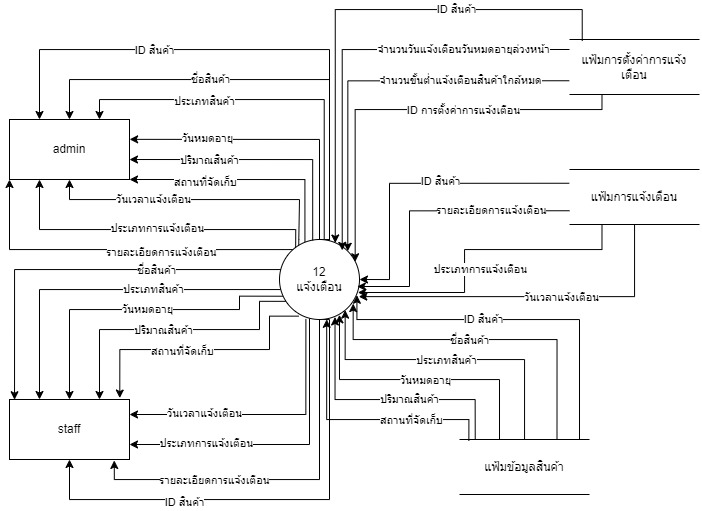 ID สินค้า
ID สินค้า
จำนวนวันแจ้งเตือนวันหมดอายุล่วงหน้า
แฟ้มการตั้งค่าการแจ้ง
เตือน
ชื่อสินค้า
จำนวนขั้นต่ำแจ้งเตือนสินค้าใกล้หมด
ประเภทสินค้า
ID การตั้งค่าการแจ้งเตือน
admin
วันหมดอายุ
ปริมาณสินค้า
สถานที่จัดเก็บ
ID สินค้า
วันเวลาแจ้งเตือน
แฟ้มการแจ้งเตือน
รายละเอียดการแจ้งเตือน
ประเภทการแจ้งเตือน
รายละเอียดการแจ้งเตือน
ชื่อสินค้า
12
แจ้งเตือน
ประเภทการแจ้งเตือน
ประเภทสินค้า
วันเวลาแจ้งเตือน
วันหมดอายุ
ID สินค้า
ปริมาณสินค้า
ชื่อสินค้า
สถานที่จัดเก็บ
ประเภทสินค้า
วันหมดอายุ
ปริมาณสินค้า
วันเวลาแจ้งเตือน
สถานที่จัดเก็บ
staff
ประเภทการแจ้งเตือน
แฟ้มข้อมูลสินค้า
รายละเอียดการแจ้งเตือน
ID สินค้า